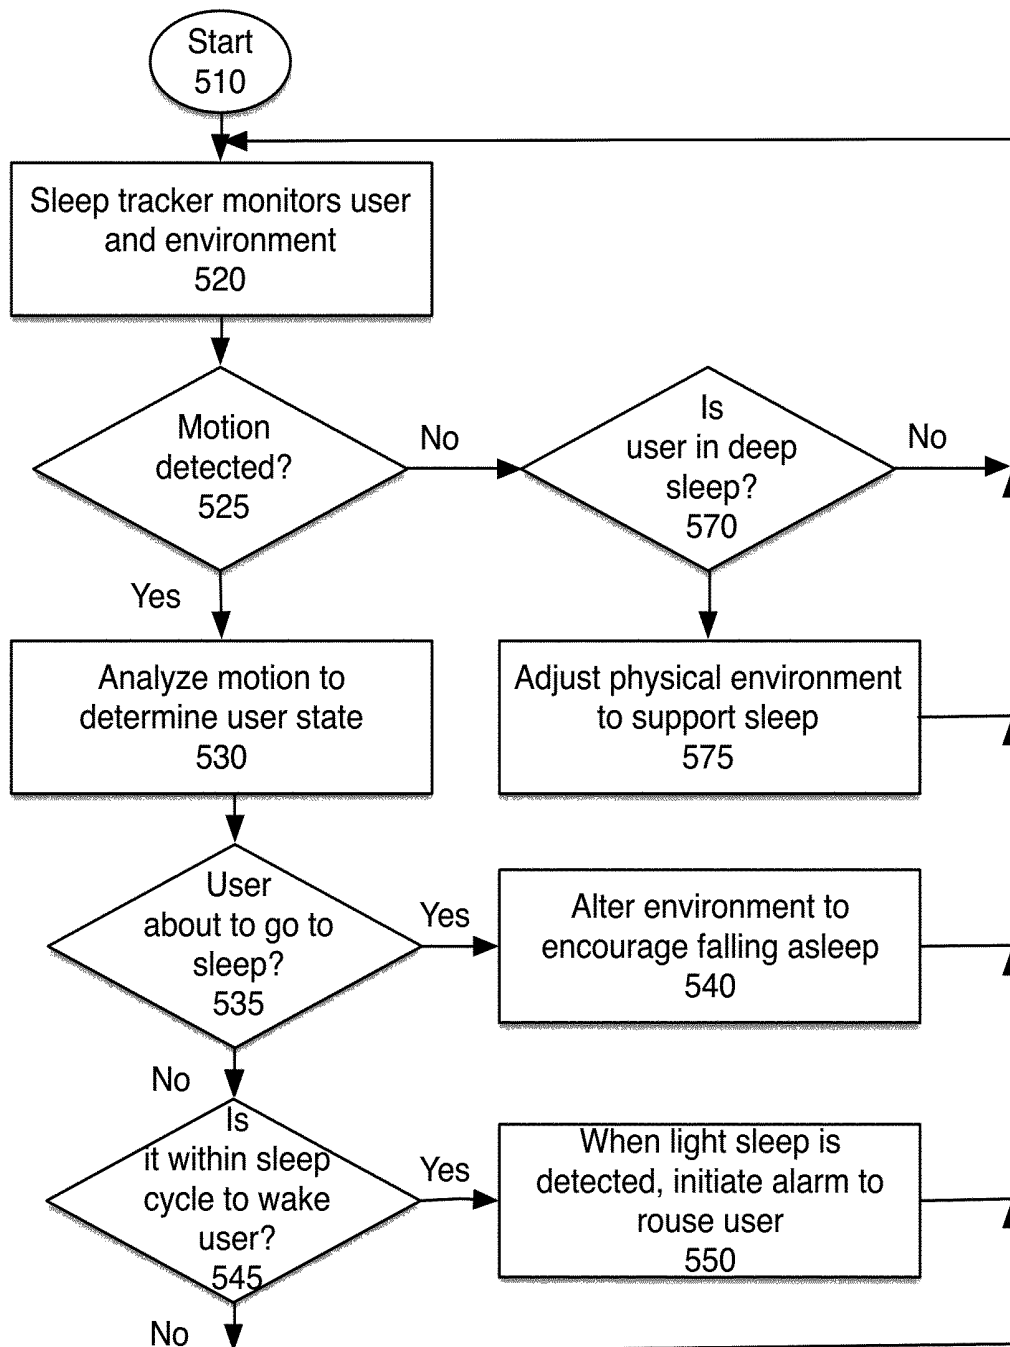 Start
510
Sleep tracker monitors user
and environment
520
Motion
detected?
525
No
Is
user in deep
sleep?
570
No
Yes
Analyze motion to
determine user state
530
Adjust physical environment
to support sleep
575
User
about to go to
sleep?
535
Yes
Alter environment to
encourage falling asleep
540
No
Is
it within sleep
cycle to wake
user?
545
Yes
When light sleep is
detected, initiate alarm to
rouse user
550
No